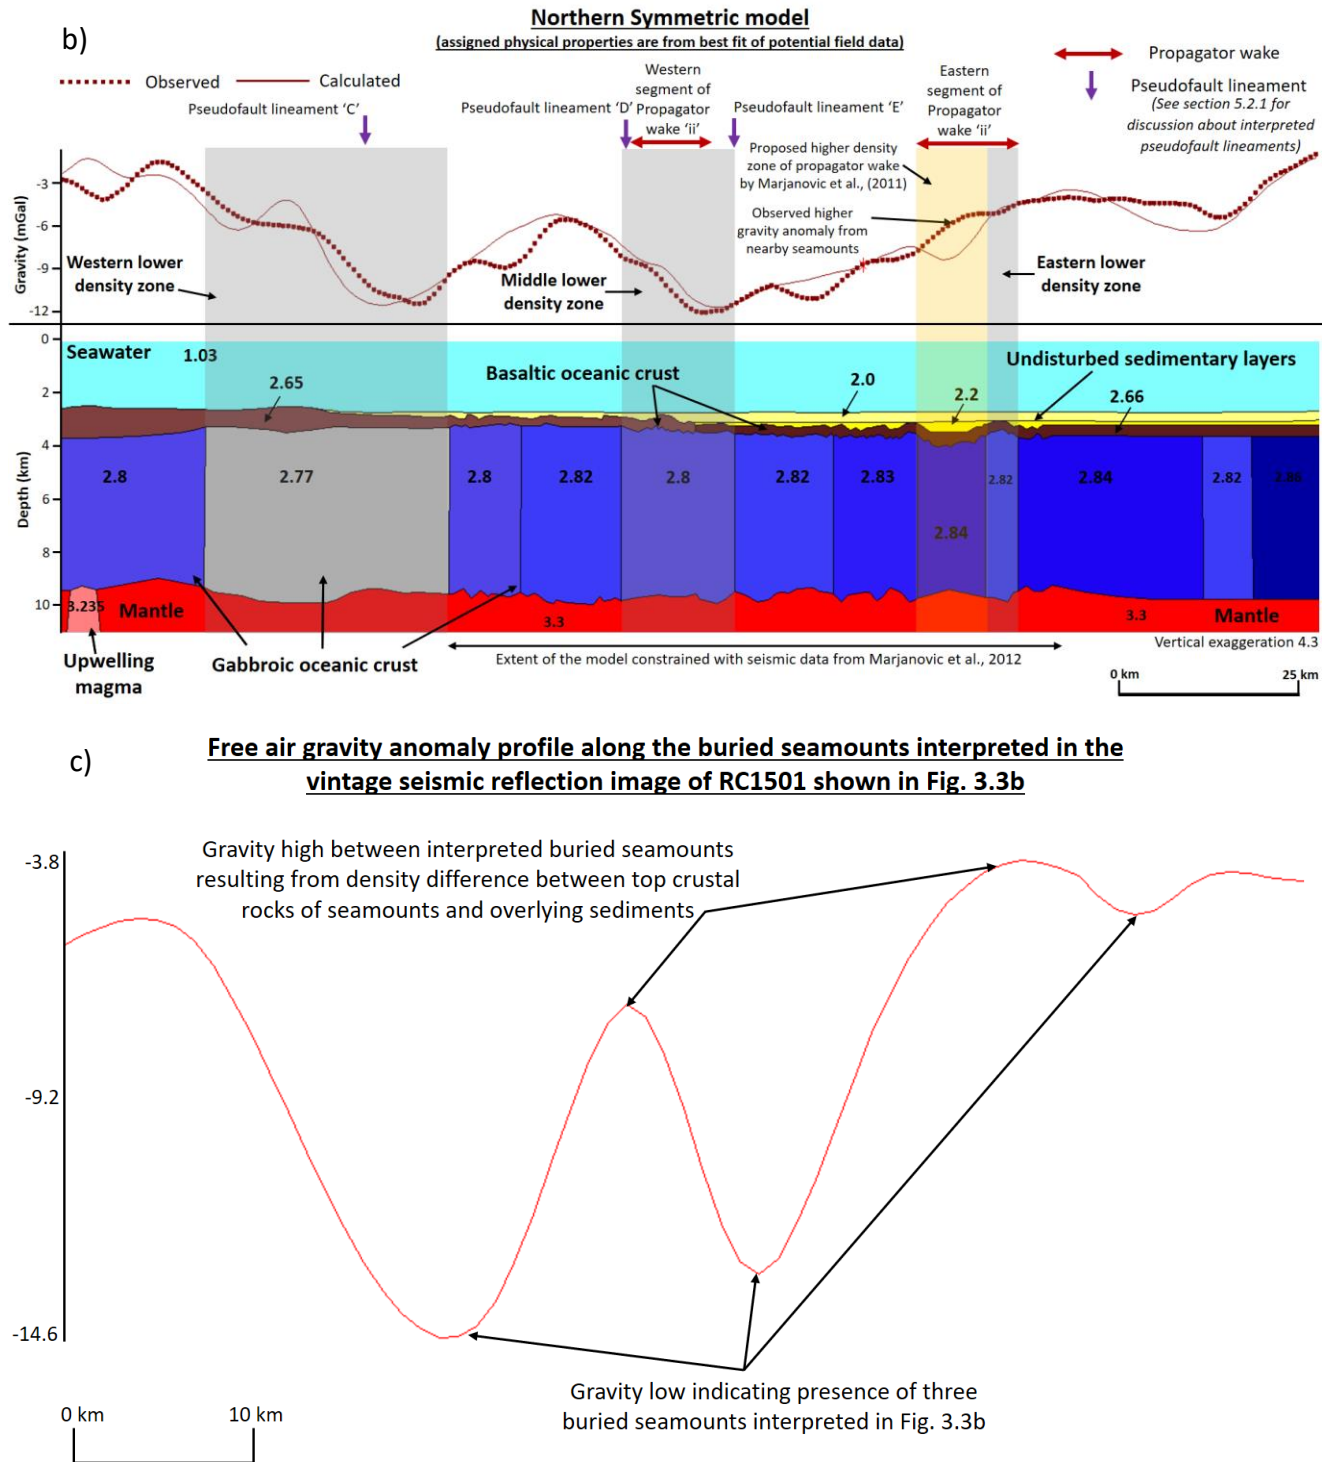 b)
Northern Symmetric model
(assigned physical properties are from best fit of potential field data)
Observed
Calculated
Pseudofault lineament ‘C’
Pseudofault lineament ‘D’
Western
segment of
Propagator
wake ‘ii’
Pseudofault lineament ‘E’
Eastern
segment of
Propagator
wake ‘ii’
Propagator wake
Pseudofault lineament
(See section 5.2.1 for
discussion about interpreted
pseudofault lineaments)
Proposed higher density
zone of propagator wake
by Marjanovic et al., (2011)
Observed higher
gravity anomaly from
nearby seamounts
Gravity (mGal)
-3
-6
-9
-12
Western lower
density zone
Middle lower
density zone
Eastern lower
density zone
Depth (km)
0
2
4
6
8
10
Seawater
1.03
2.65
Basaltic oceanic crust
2.0
2.2
Undisturbed sedimentary layers
2.66
2.8
2.77
2.8
2.82
2.8
2.82
2.83
2.84
2.82
2.84
2.82
2.86
3.235
Mantle
3.3
3.3
Mantle
Upwelling
magma
Gabbroic oceanic crust
Extent of the model constrained with seismic data from Marjanovic et al., 2012
Vertical exaggeration 4.3
0 km
25 km
c)
Free air gravity anomaly profile along the buried seamounts interpreted in the
vintage seismic reflection image of RC1501 shown in Fig. 3.3b
-3.8
-9.2
-14.6
Gravity high between interpreted buried seamounts
resulting from density difference between top crustal
rocks of seamounts and overlying sediments
Gravity low indicating presence of three
buried seamounts interpreted in Fig. 3.3b
0 km
10 km